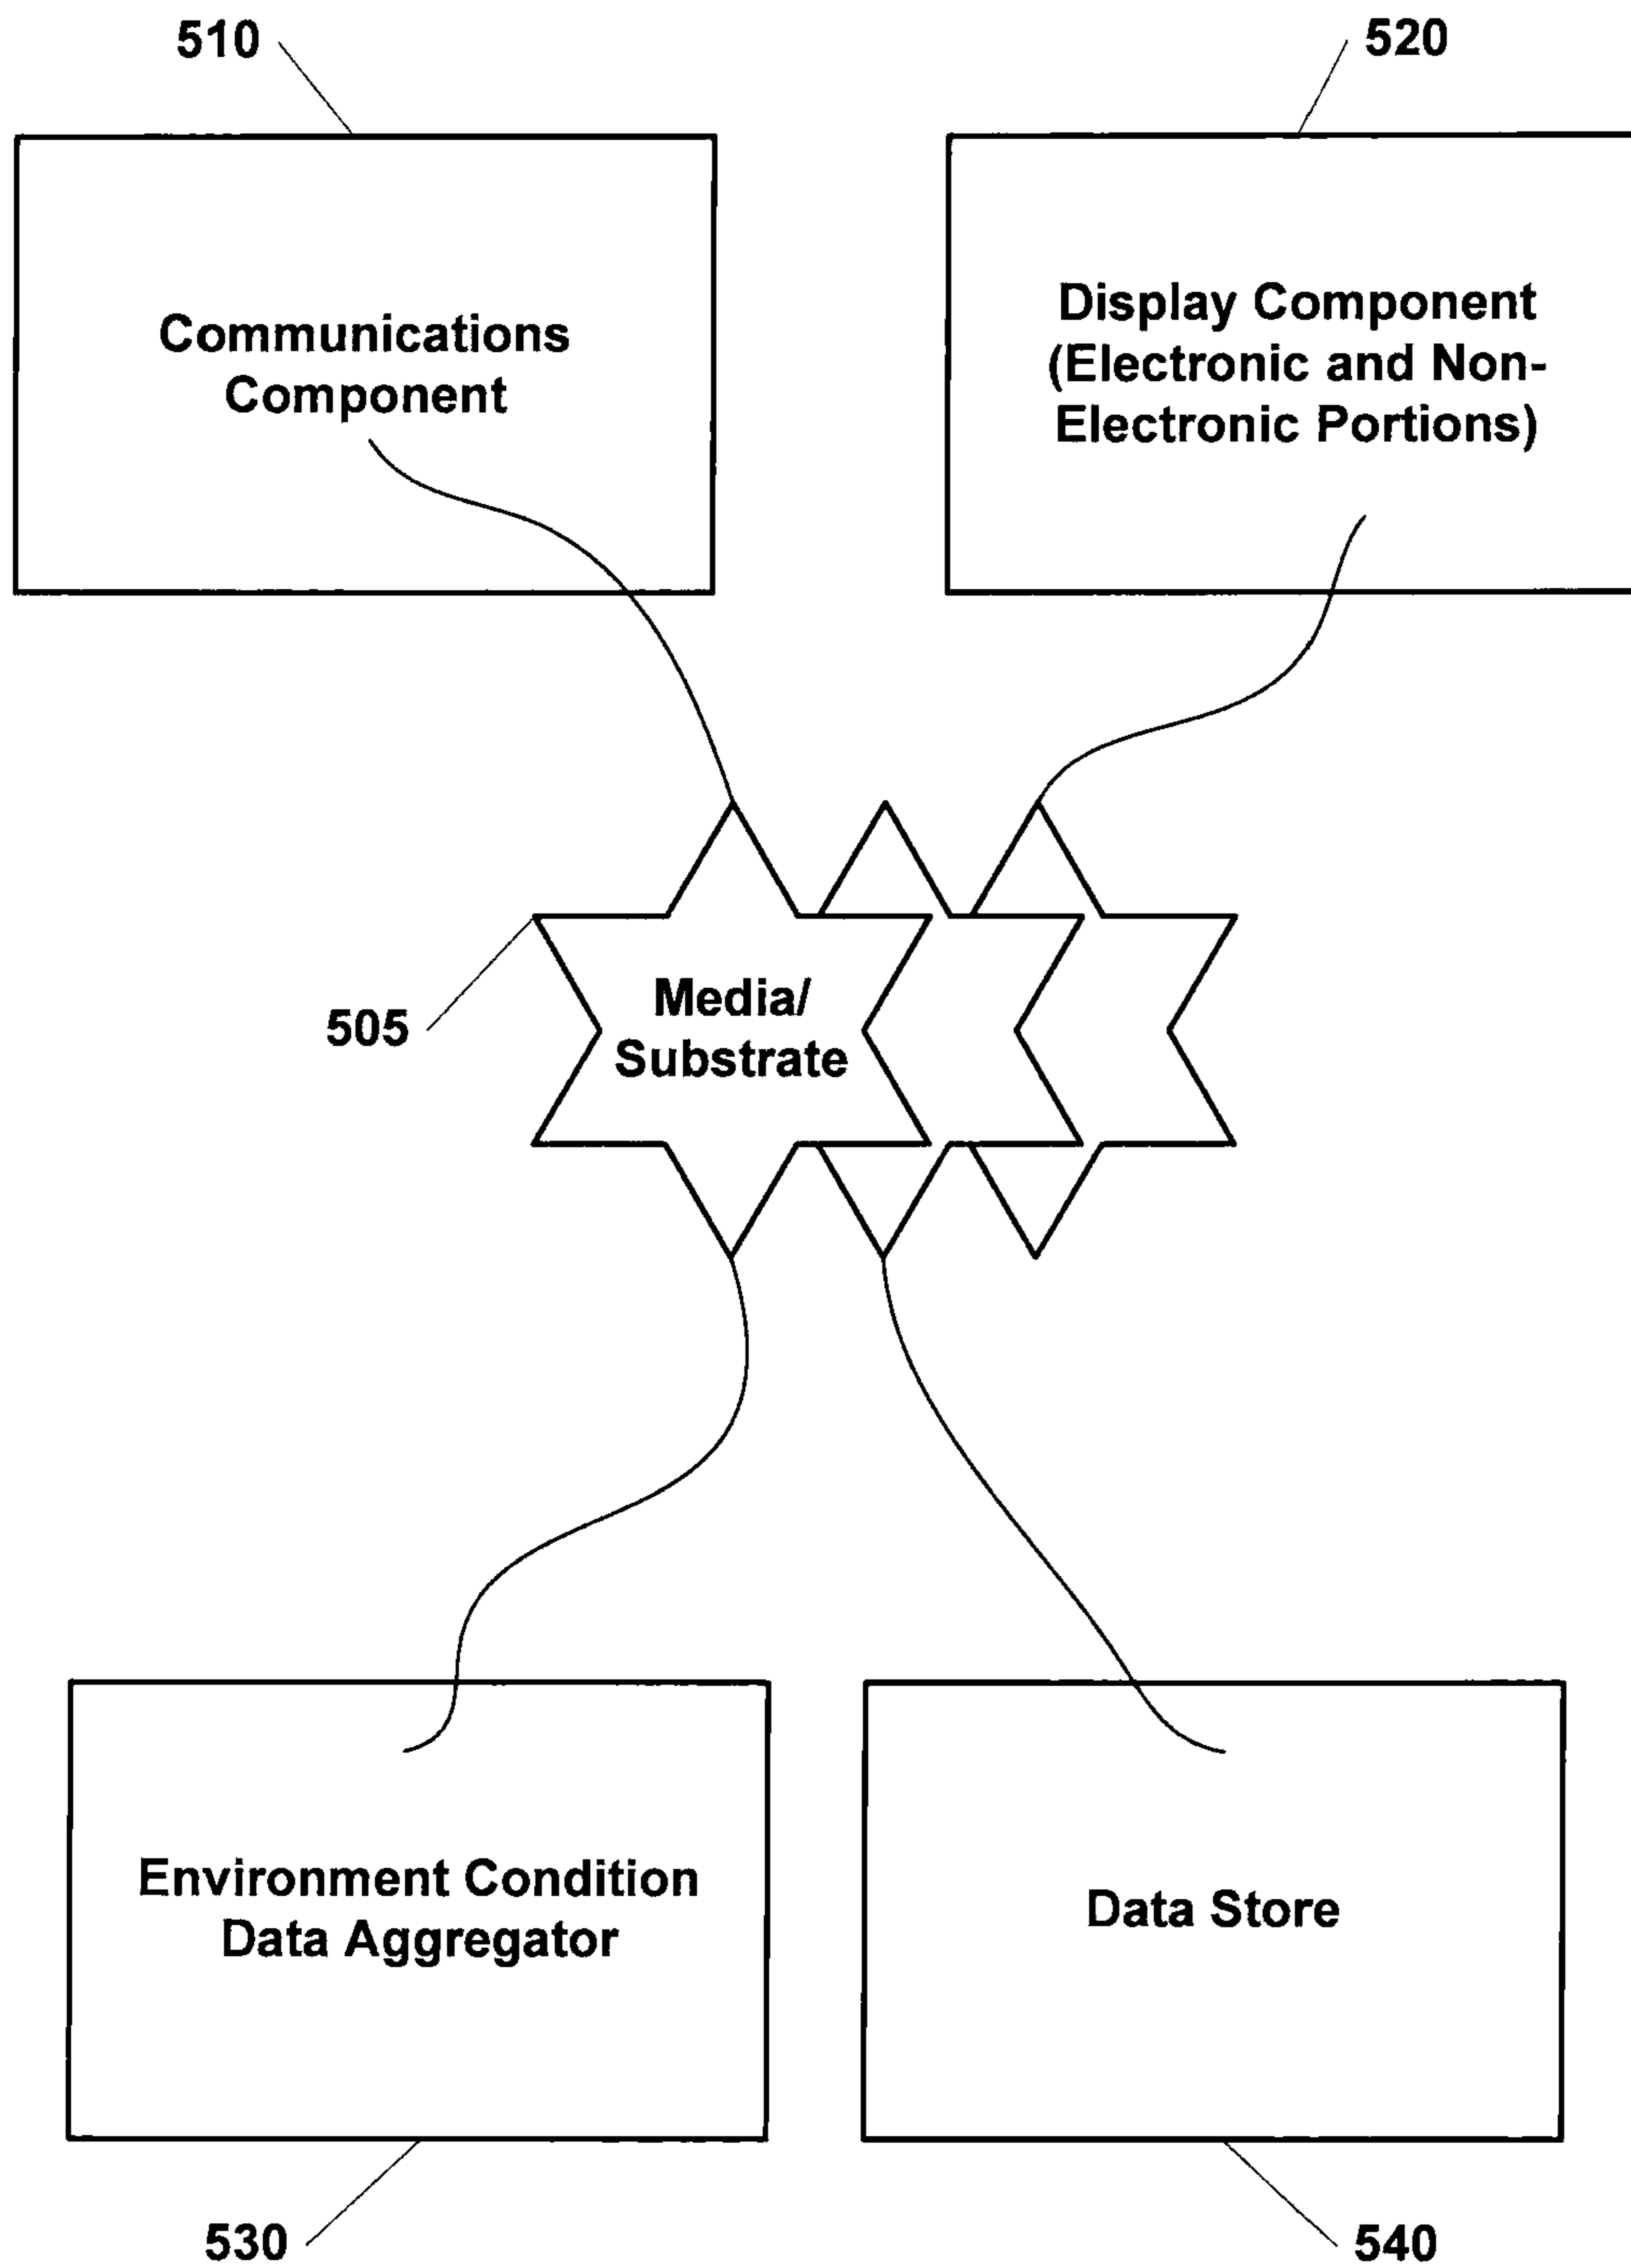 510
520
Communications
Component
Display Component
(Electronic and Non-
Electronic Portions)
505
Media/
Substrate
Environment Condition
Data Aggregator
Data Store
530
540